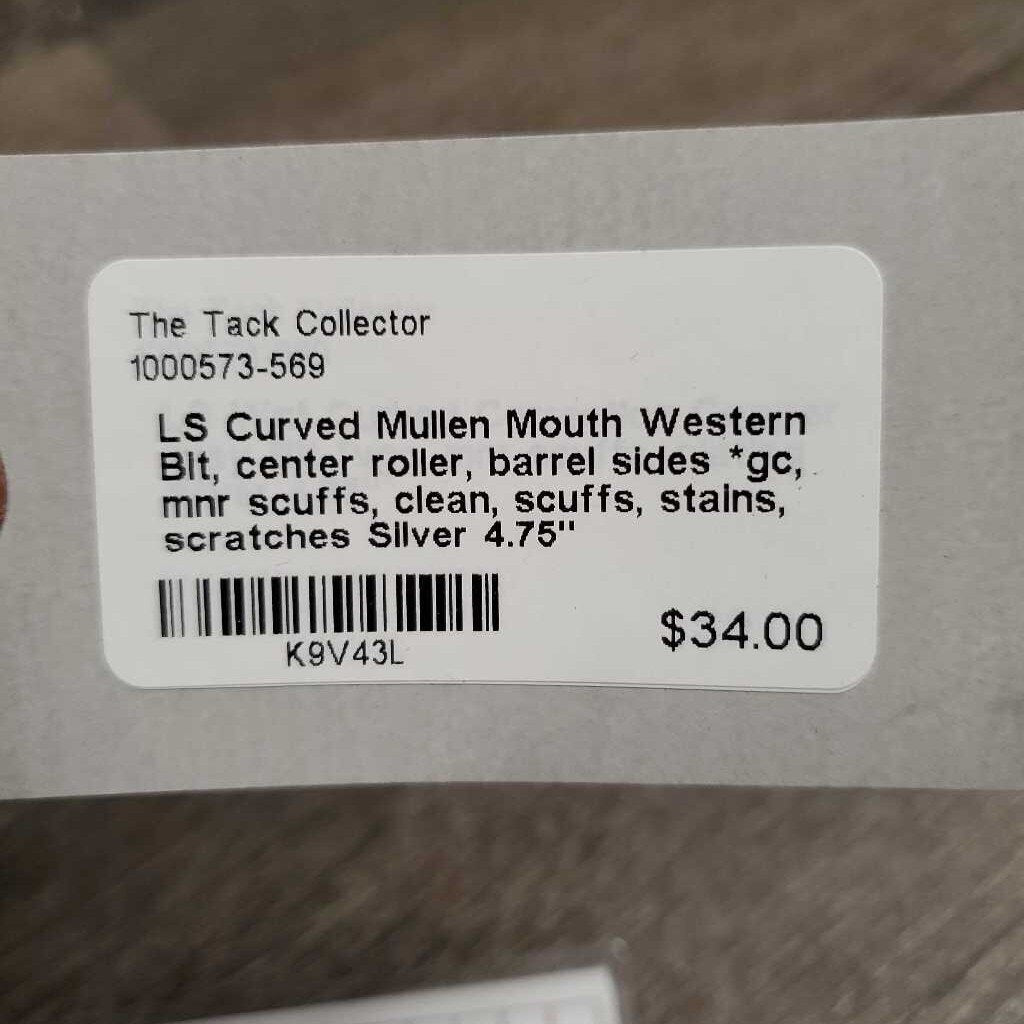 The Tack Collector
1000573-569
LS Curved Mullen Mouth Western
Bit, center roller, barrel sides *gc,
mnr scuffs, clean, scuffs, stains,
scratches Silver 4.75"
K9V43L
$34.00